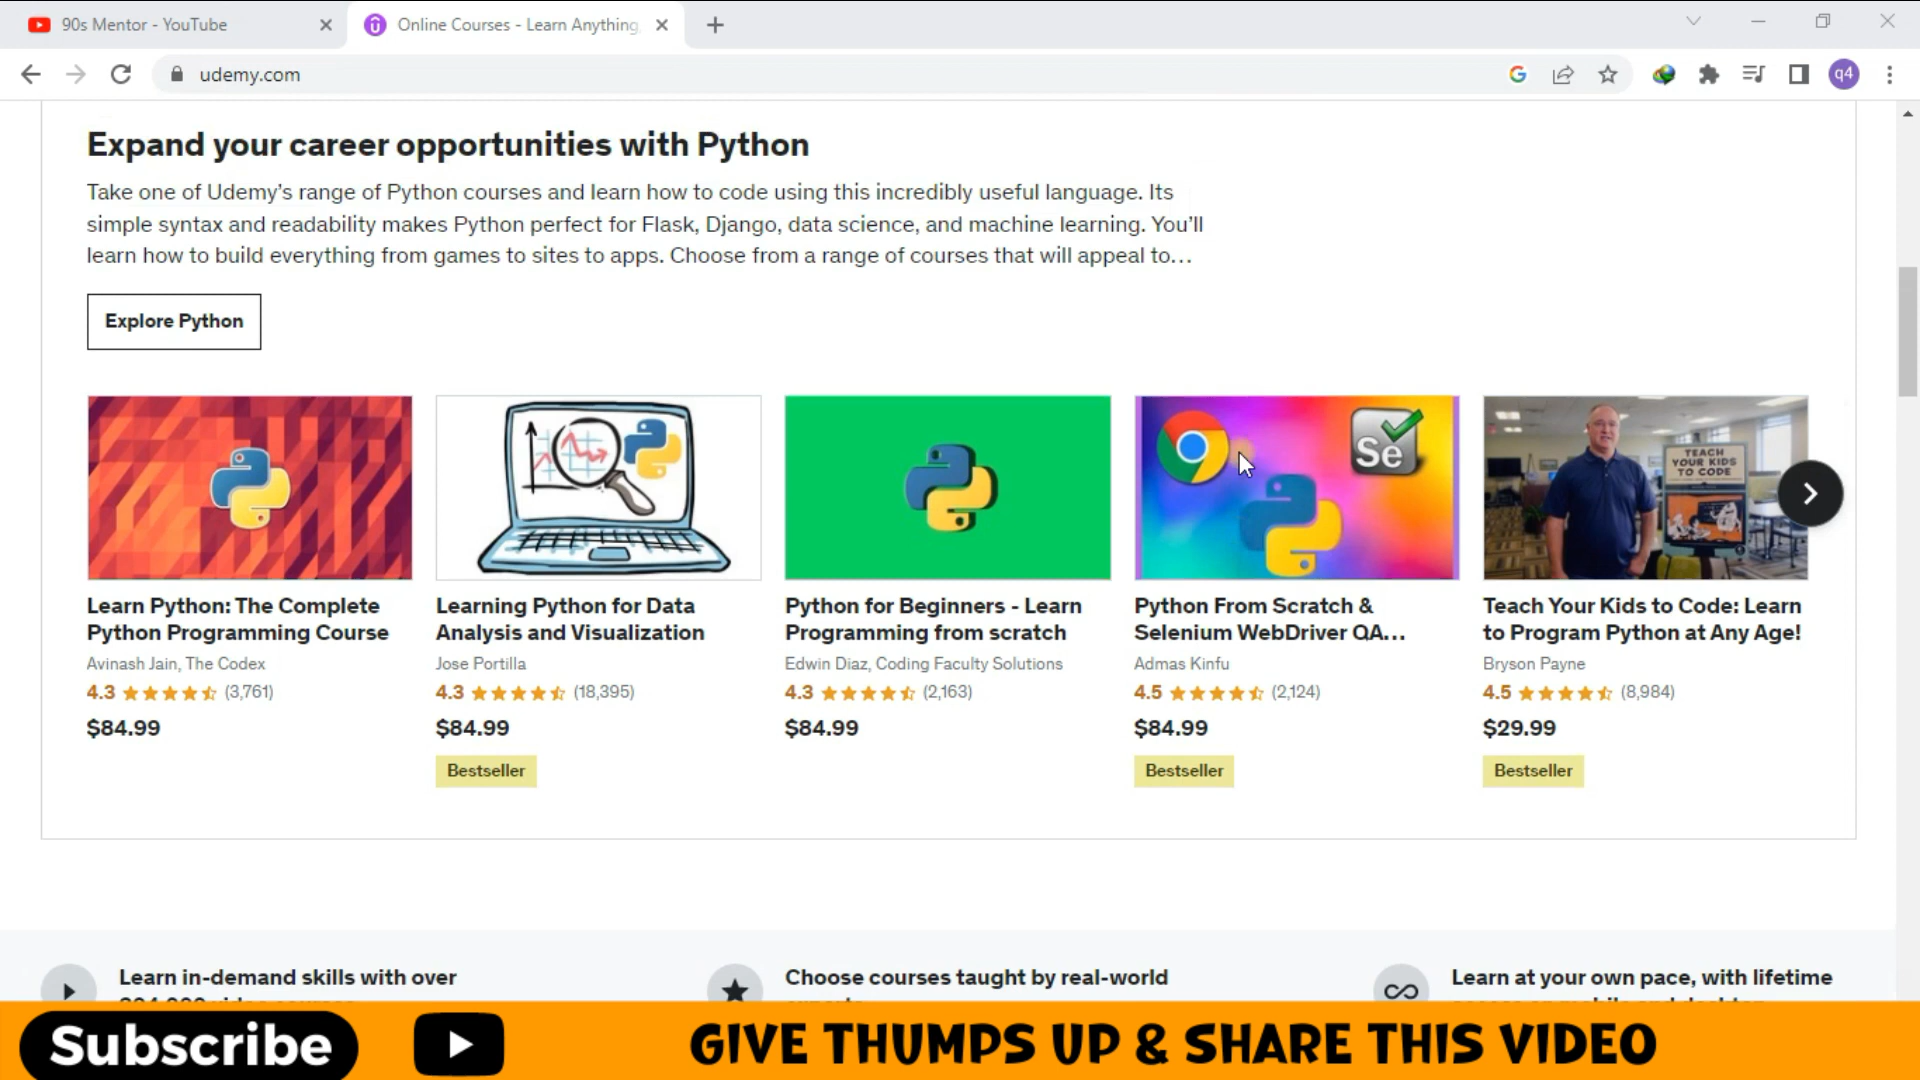 90s Mentor - YouTube
Online Courses - Learn Anything,
udemy.com
q4
Expand your career opportunities with Python
Take one of Udemy's range of Python courses and learn how to code using this incredibly useful language. Its
simple syntax and readability makes Python perfect for Flask, Django, data science, and machine learning. You'll
learn how to build everything from games to sites to apps. Choose from a range of courses that will appeal to...
Explore Python
Se
TEACH
YOUR KIDS
TO CODE
Learn Python: The Complete
Python Programming Course
Avinash Jain, The Codex
4.3 (3,761)
$84.99
Learning Python for Data
Analysis and Visualization
Jose Portilla
4.3 (18,395)
$84.99
Bestseller
Python for Beginners - Learn
Programming from scratch
Edwin Diaz, Coding Faculty Solutions
4.3 (2,163)
$84.99
Python From Scratch &
Selenium WebDriver QA...
Admas Kinfu
4.5 (2,124)
$84.99
Bestseller
Teach Your Kids to Code: Learn
to Program Python at Any Age!
Bryson Payne
4.5 (8,984)
$29.99
Bestseller
Learn in-demand skills with over
Choose courses taught by real-world
Learn at your own pace, with lifetime
Subscribe
GIVE THUMPS UP & SHARE THIS VIDEO